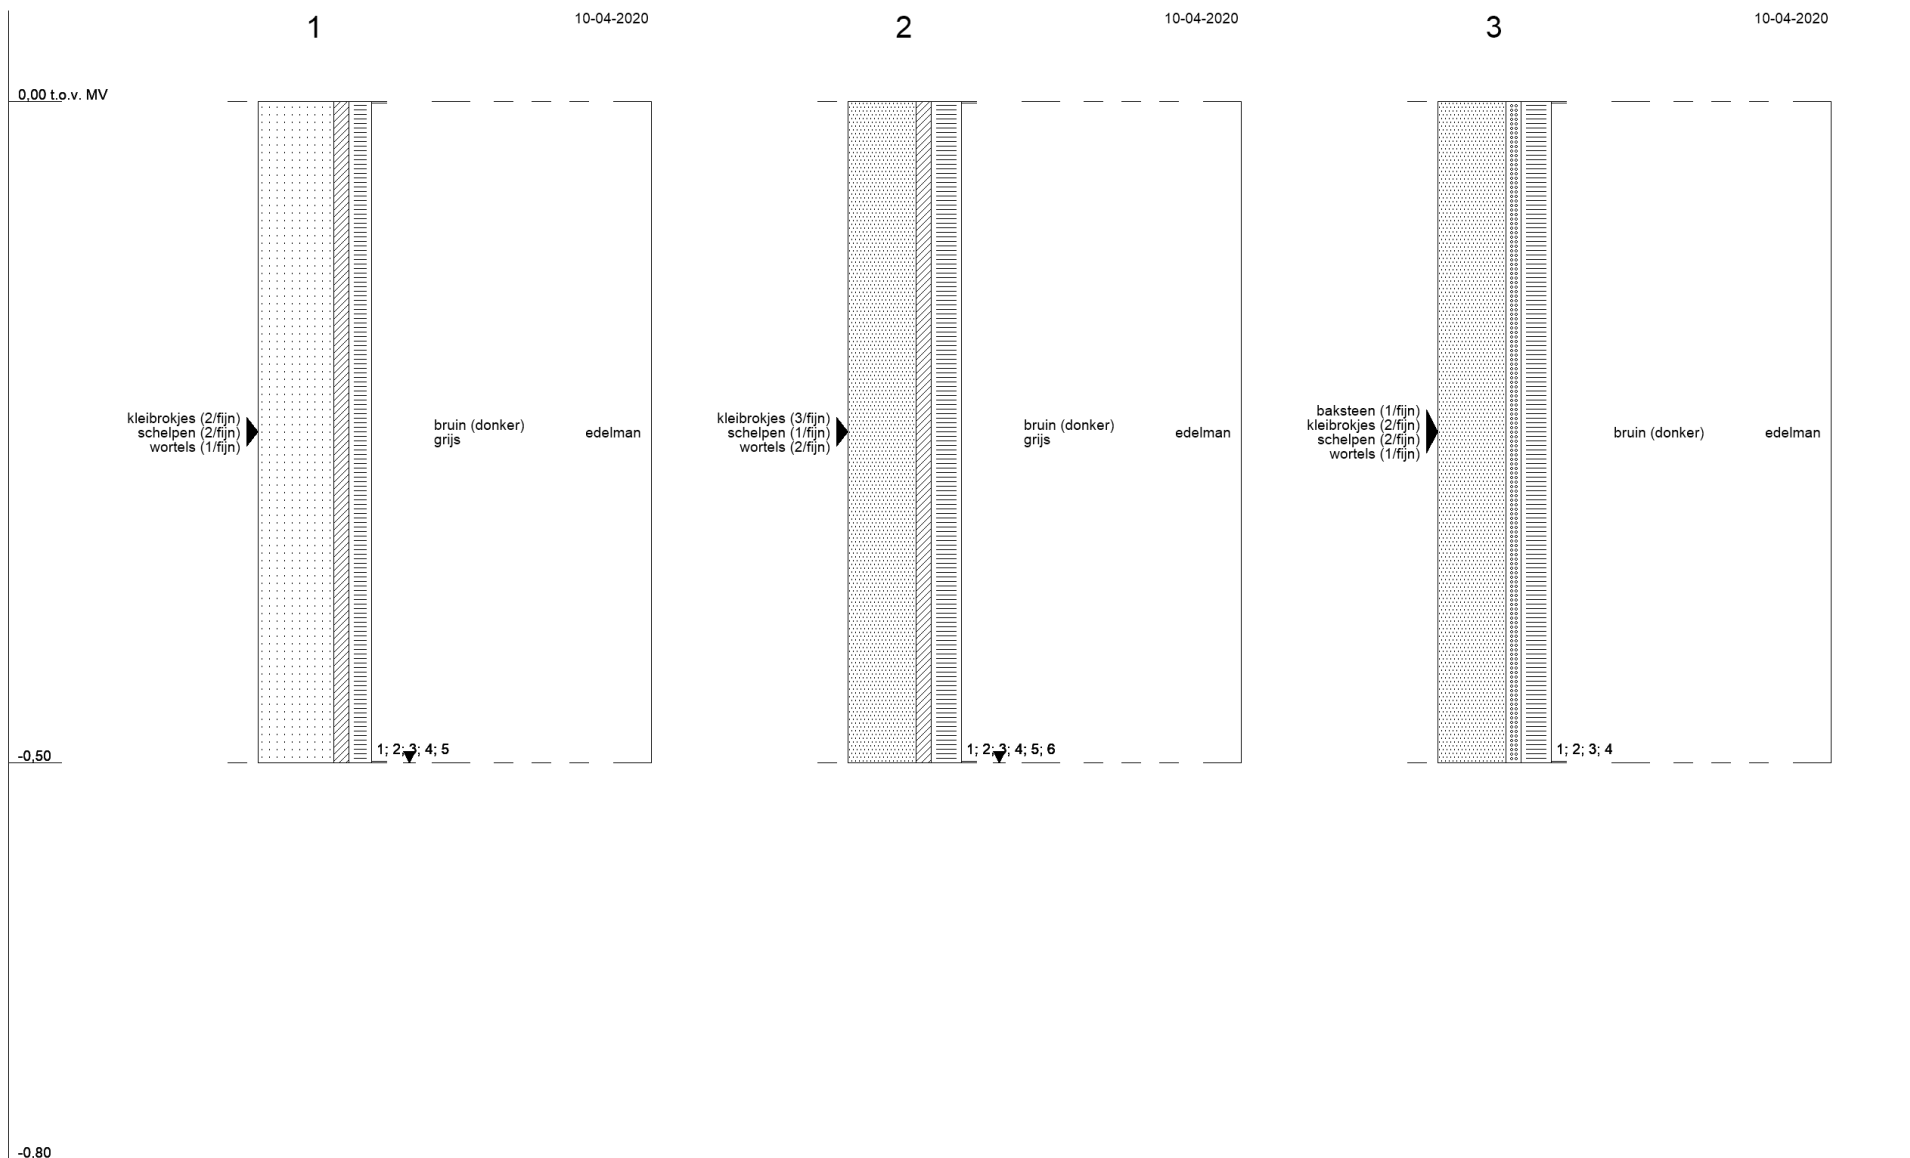 1
10-04-2020
2
10-04-2020
3
10-04-2020
0,00 t.o.v. MV
kleibrokjes (2/fijn)
schelpen (2/fijn)
wortels (1/fijn)
bruin (donker)
grijs
edelman
1; 2; 3; 4; 5
kleibrokjes (3/fijn)
schelpen (1/fijn)
wortels (2/fijn)
bruin (donker)
grijs
edelman
1; 2; 3; 4; 5; 6
baksteen (1/fijn)
kleibrokjes (2/fijn)
schelpen (2/fijn)
wortels (1/fijn)
bruin (donker)
edelman
1; 2; 3; 4
-0,50
-0,80